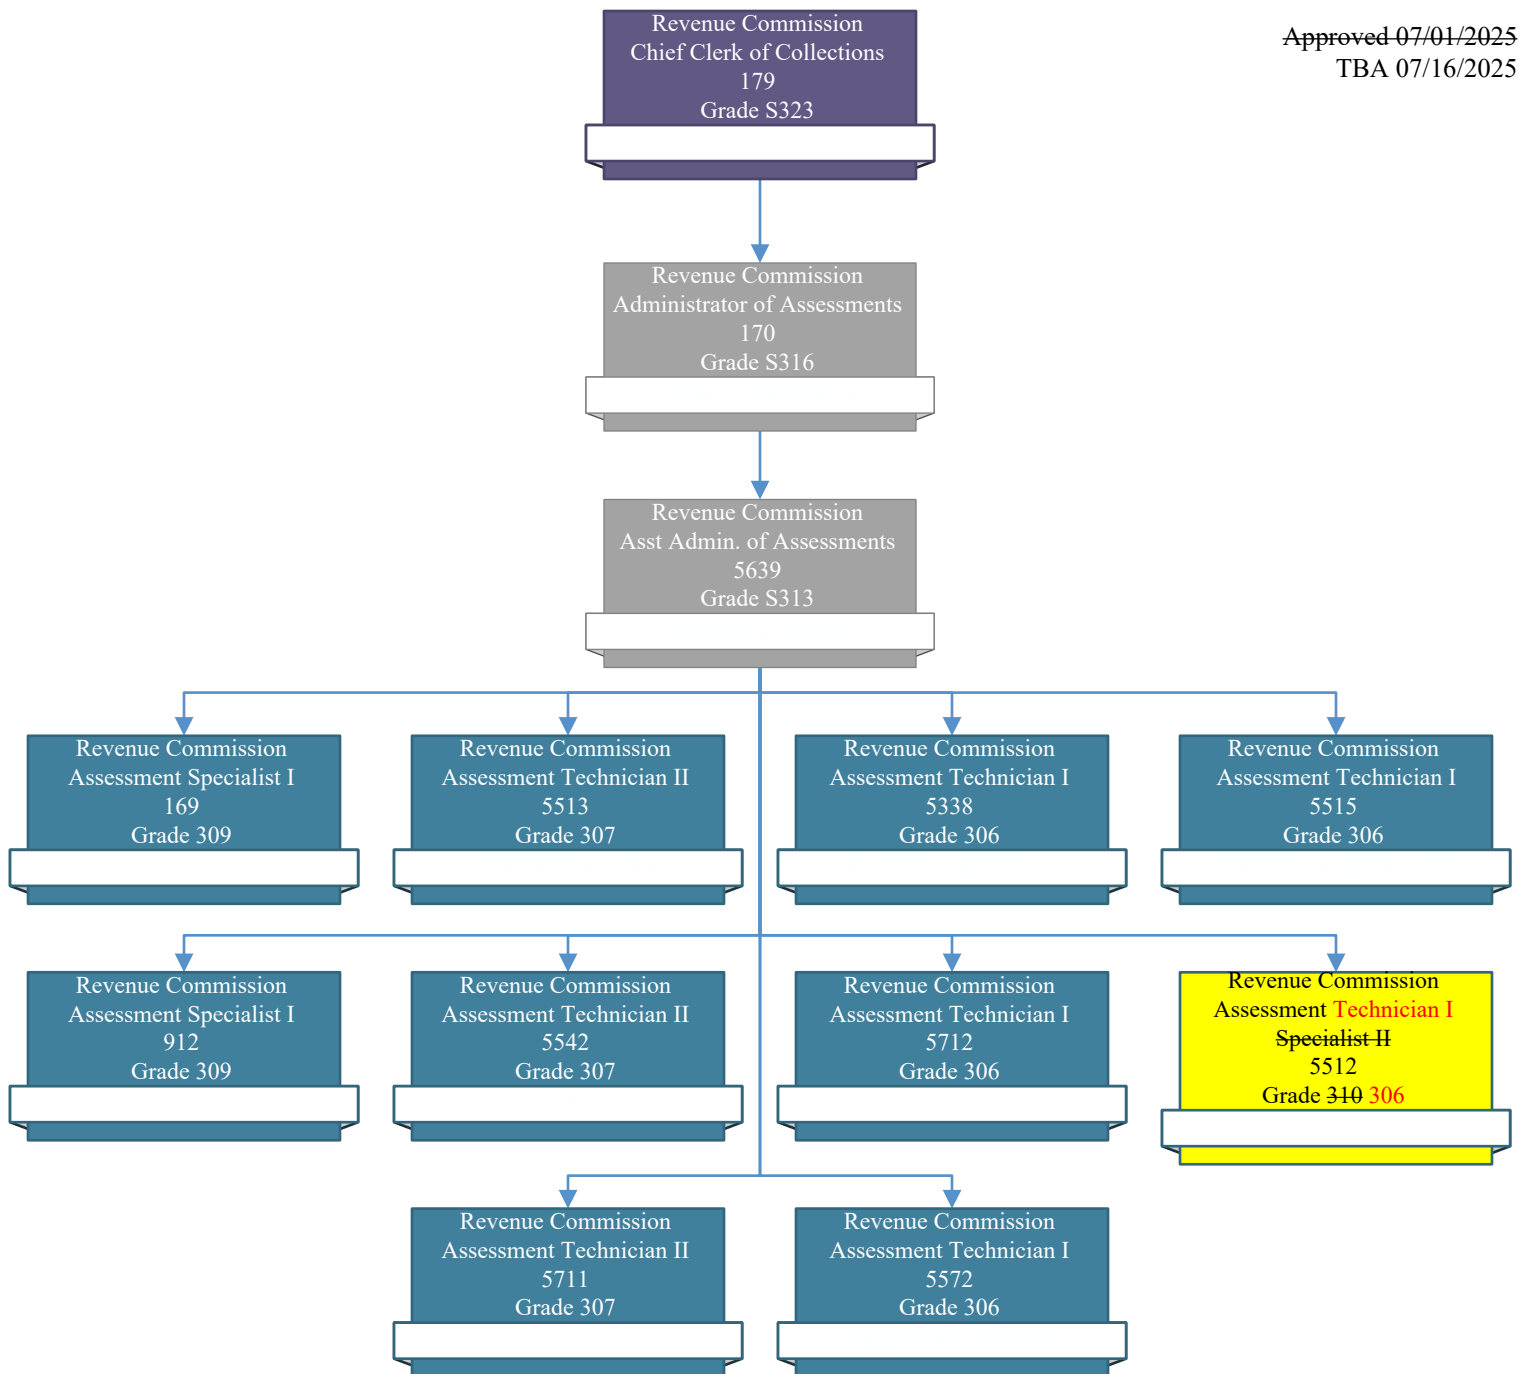 Revenue Commission
Chief Clerk of Collections
179
Grade S323
Approved 07/01/2025
TBA 07/16/2025
Revenue Commission
Administrator of Assessments
170
Grade S316
Revenue Commission
Asst Admin. of Assessments
5639
Grade S313
Revenue Commission
Assessment Specialist I
169
Grade 309
Revenue Commission
Assessment Technician II
5513
Grade 307
Revenue Commission
Assessment Technician I
5338
Grade 306
Revenue Commission
Assessment Technician I
5515
Grade 306
Revenue Commission
Assessment Specialist I
912
Grade 309
Revenue Commission
Assessment Technician II
5542
Grade 307
Revenue Commission
Assessment Technician I
5712
Grade 306
Revenue Commission
Assessment Technician I
Specialist II
5512
Grade 310 306
Revenue Commission
Assessment Technician II
5711
Grade 307
Revenue Commission
Assessment Technician I
5572
Grade 306